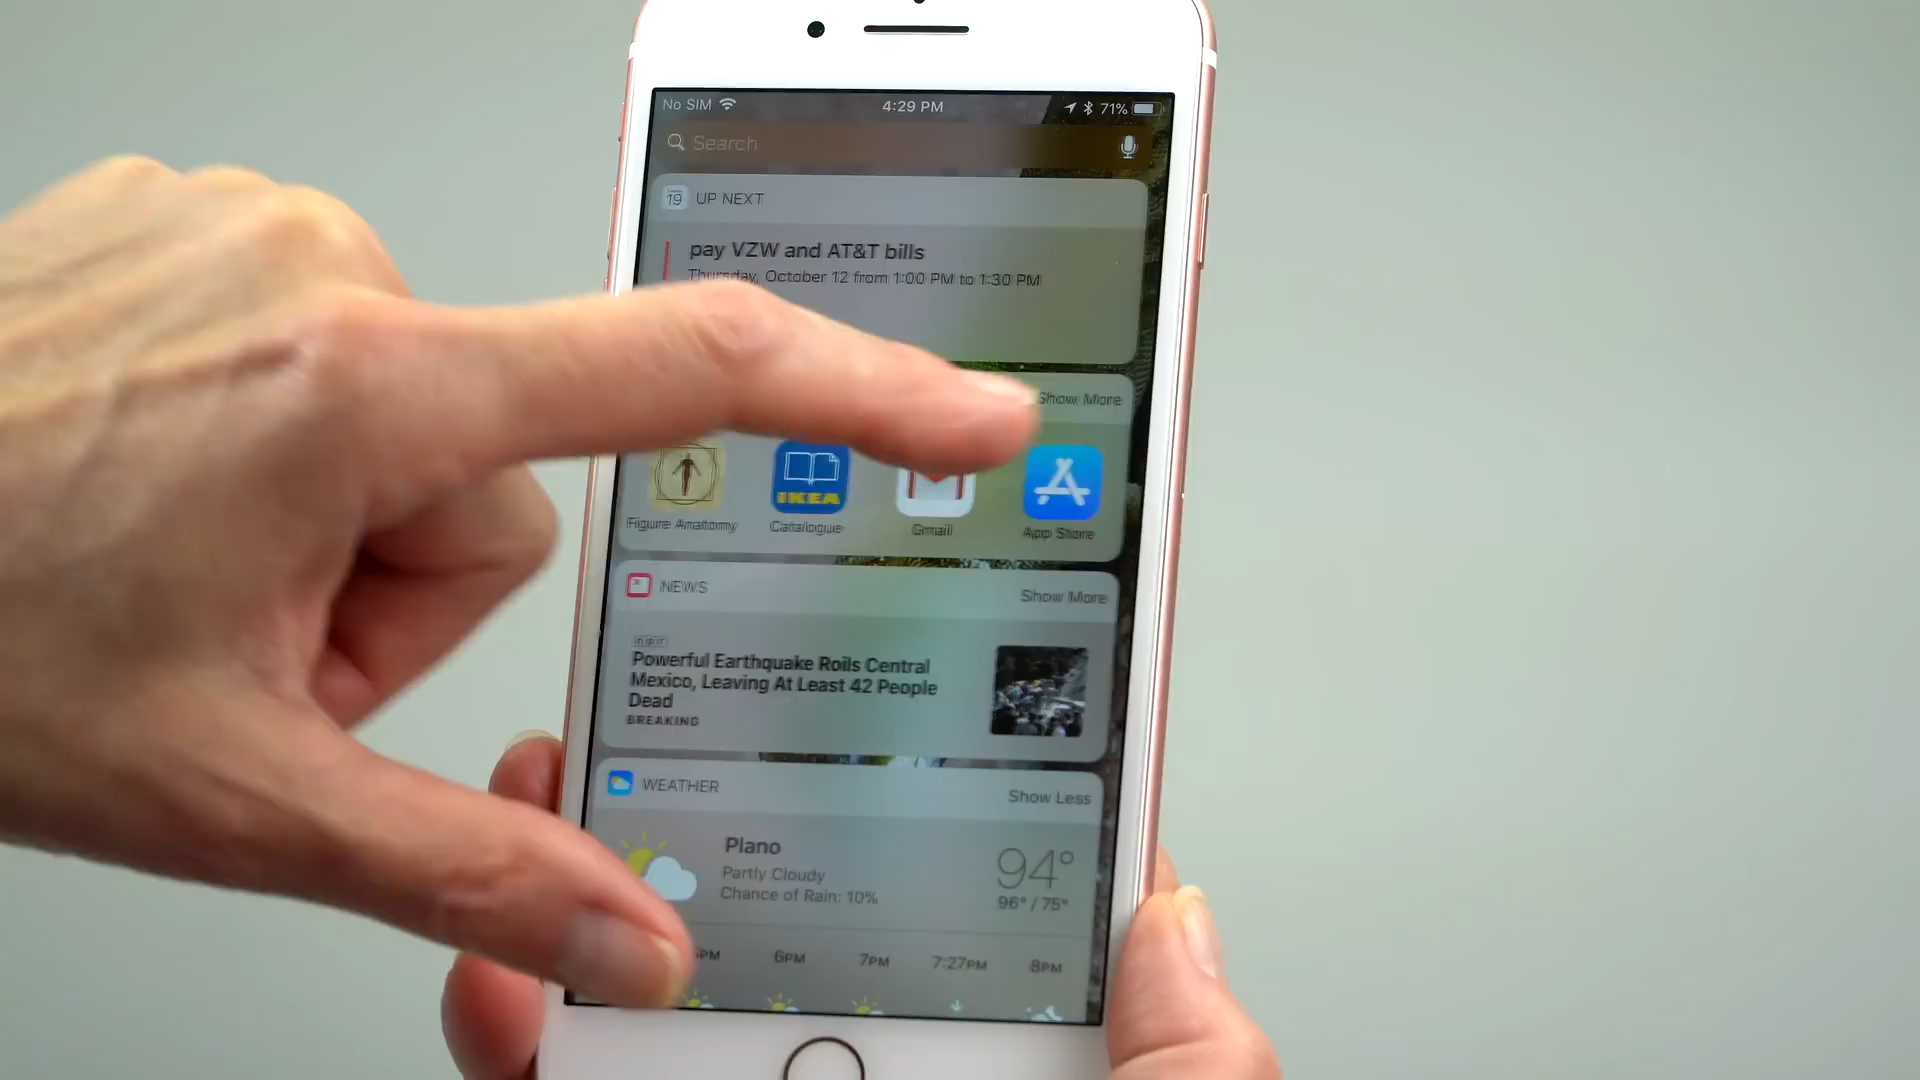 No SIM 4:29 PM 71%
Search
19 UP NEXT
pay VZW and AT&T bills
Thursday, October 12 from 1:00 PM to 1:30 PM
Show More
IKEA
Figure Anatomy Catalogue Gmail App Store
NEWS Show More
npr
Powerful Earthquake Roils Central
Mexico, Leaving At Least 42 People
Dead
BREAKING
WEATHER Show Less
Plano 94°
Partly Cloudy
Chance of Rain: 10% 96° / 75°
PM 6PM 7PM 7:27PM 8PM